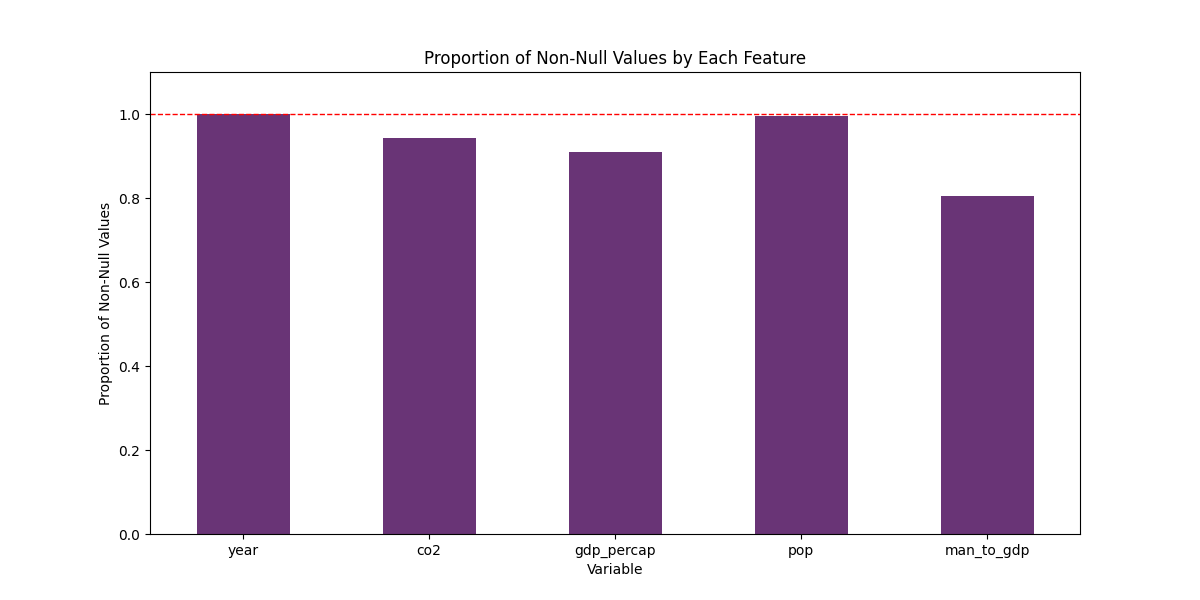 Proportion of Non-Null Values by Each Feature
Proportion of Non-Null Values
1.0
0.8
0.6
0.4
0.2
0.0
year co2 gdp_percap pop man_to_gdp
Variable